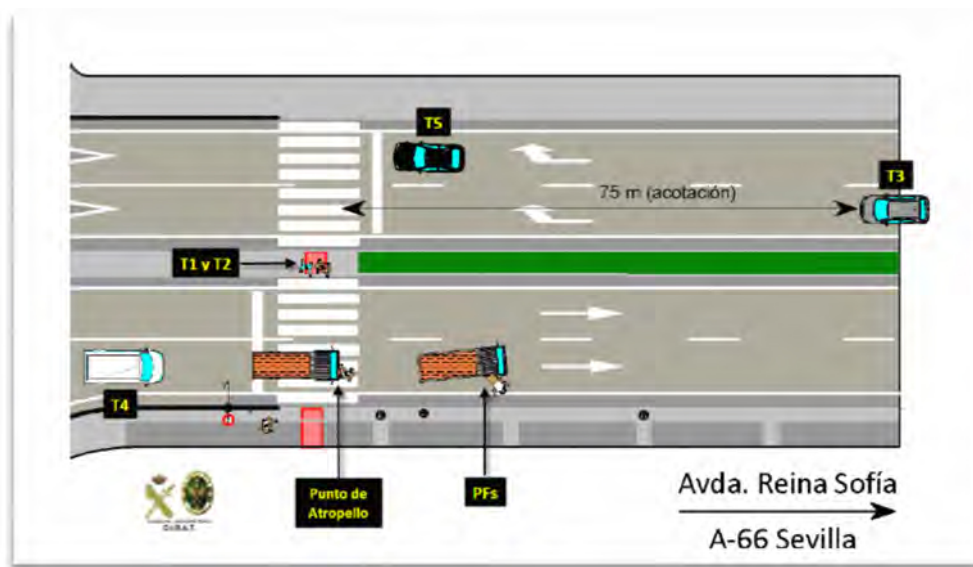 T5
T3
75 m (acotación)
T1 y T2
T4
Punto de
Atropello
PFs
Avda. Reina Sofía
A-66 Sevilla